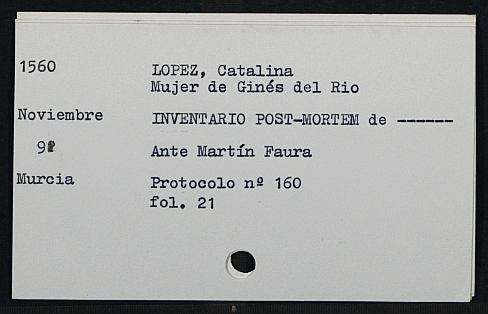 1560
LOPEZ, Catalina
Mujer de Ginés del Rio
Noviembre
INVENTARIO POST-MORTEM de ------
9
Ante Martín Faura
Murcia
Protocolo nº 160
fol. 21